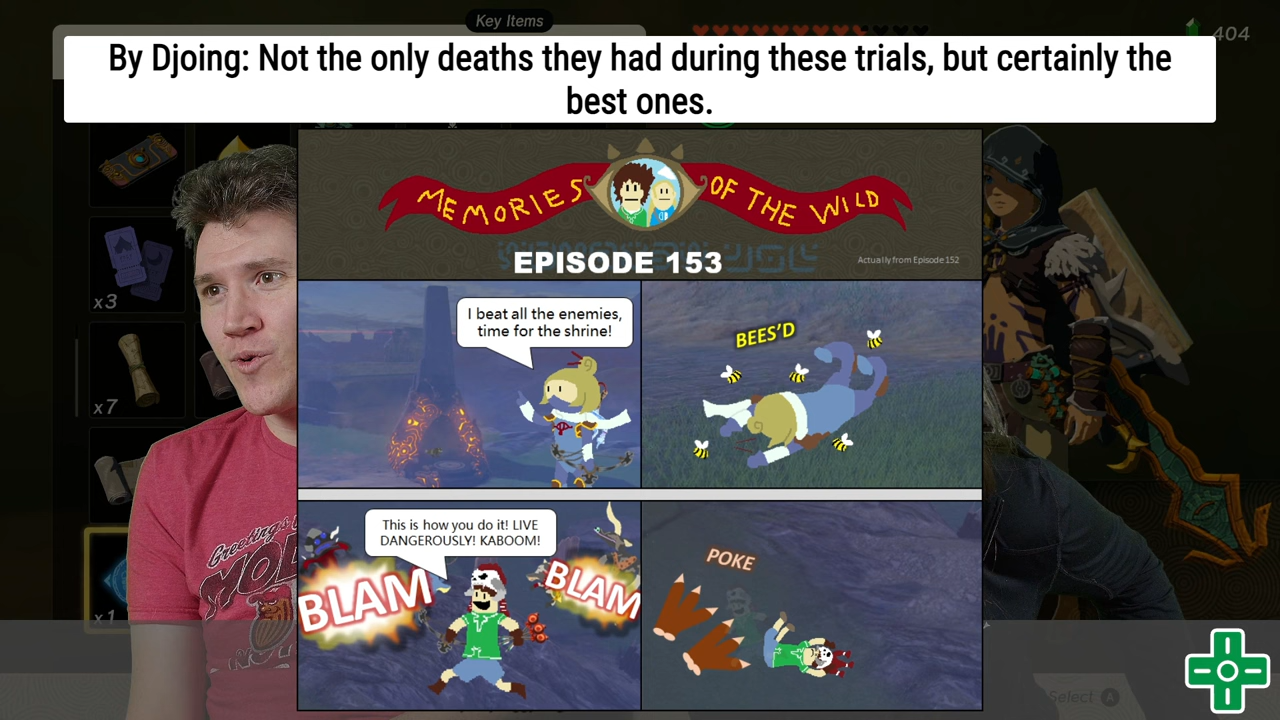 Key Items
404
By Djoing: Not the only deaths they had during these trials, but certainly the
best ones.
MEMORIES OF THE WILD
EPISODE 153
Actually from Episode 152
x3
I beat all the enemies,
time for the shrine!
BEES'D
x7
This is how you do it! LIVE
DANGEROUSLY! KABOOM!
BLAM
BLAM
POKE
Greetings
MOL
x1
Select A